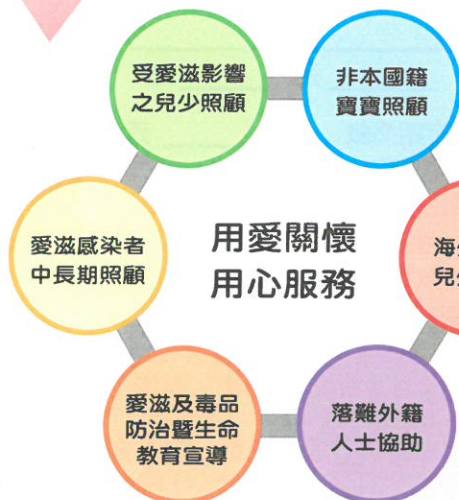 受愛滋影響
之兒少照顧
非本國籍
寶寶照顧
愛滋感染者
中長期照顧
用愛關懷
用心服務
海
兒
愛滋及毒品
防治暨生命
教育宣導
落難外籍
人士協助